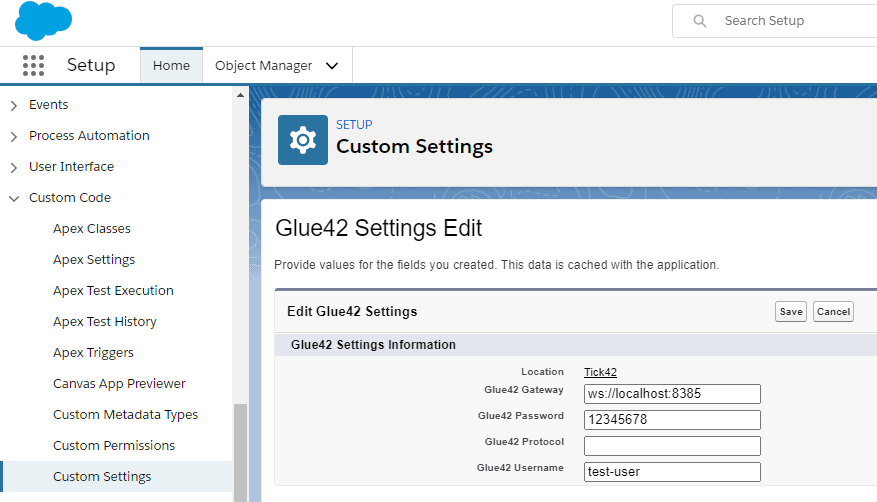 Search Setup
Setup
Home
Object Manager
Events
Process Automation
User Interface
Custom Code
Apex Classes
Apex Settings
Apex Test Execution
Apex Test History
Apex Triggers
Canvas App Previewer
Custom Metadata Types
Custom Permissions
Custom Settings
SETUP
Custom Settings
Glue42 Settings Edit
Provide values for the fields you created. This data is cached with the application.
Edit Glue42 Settings Save Cancel
Glue42 Settings Information
Location Tick42
Glue42 Gateway ws://localhost:8385
Glue42 Password 12345678
Glue42 Protocol
Glue42 Username test-user